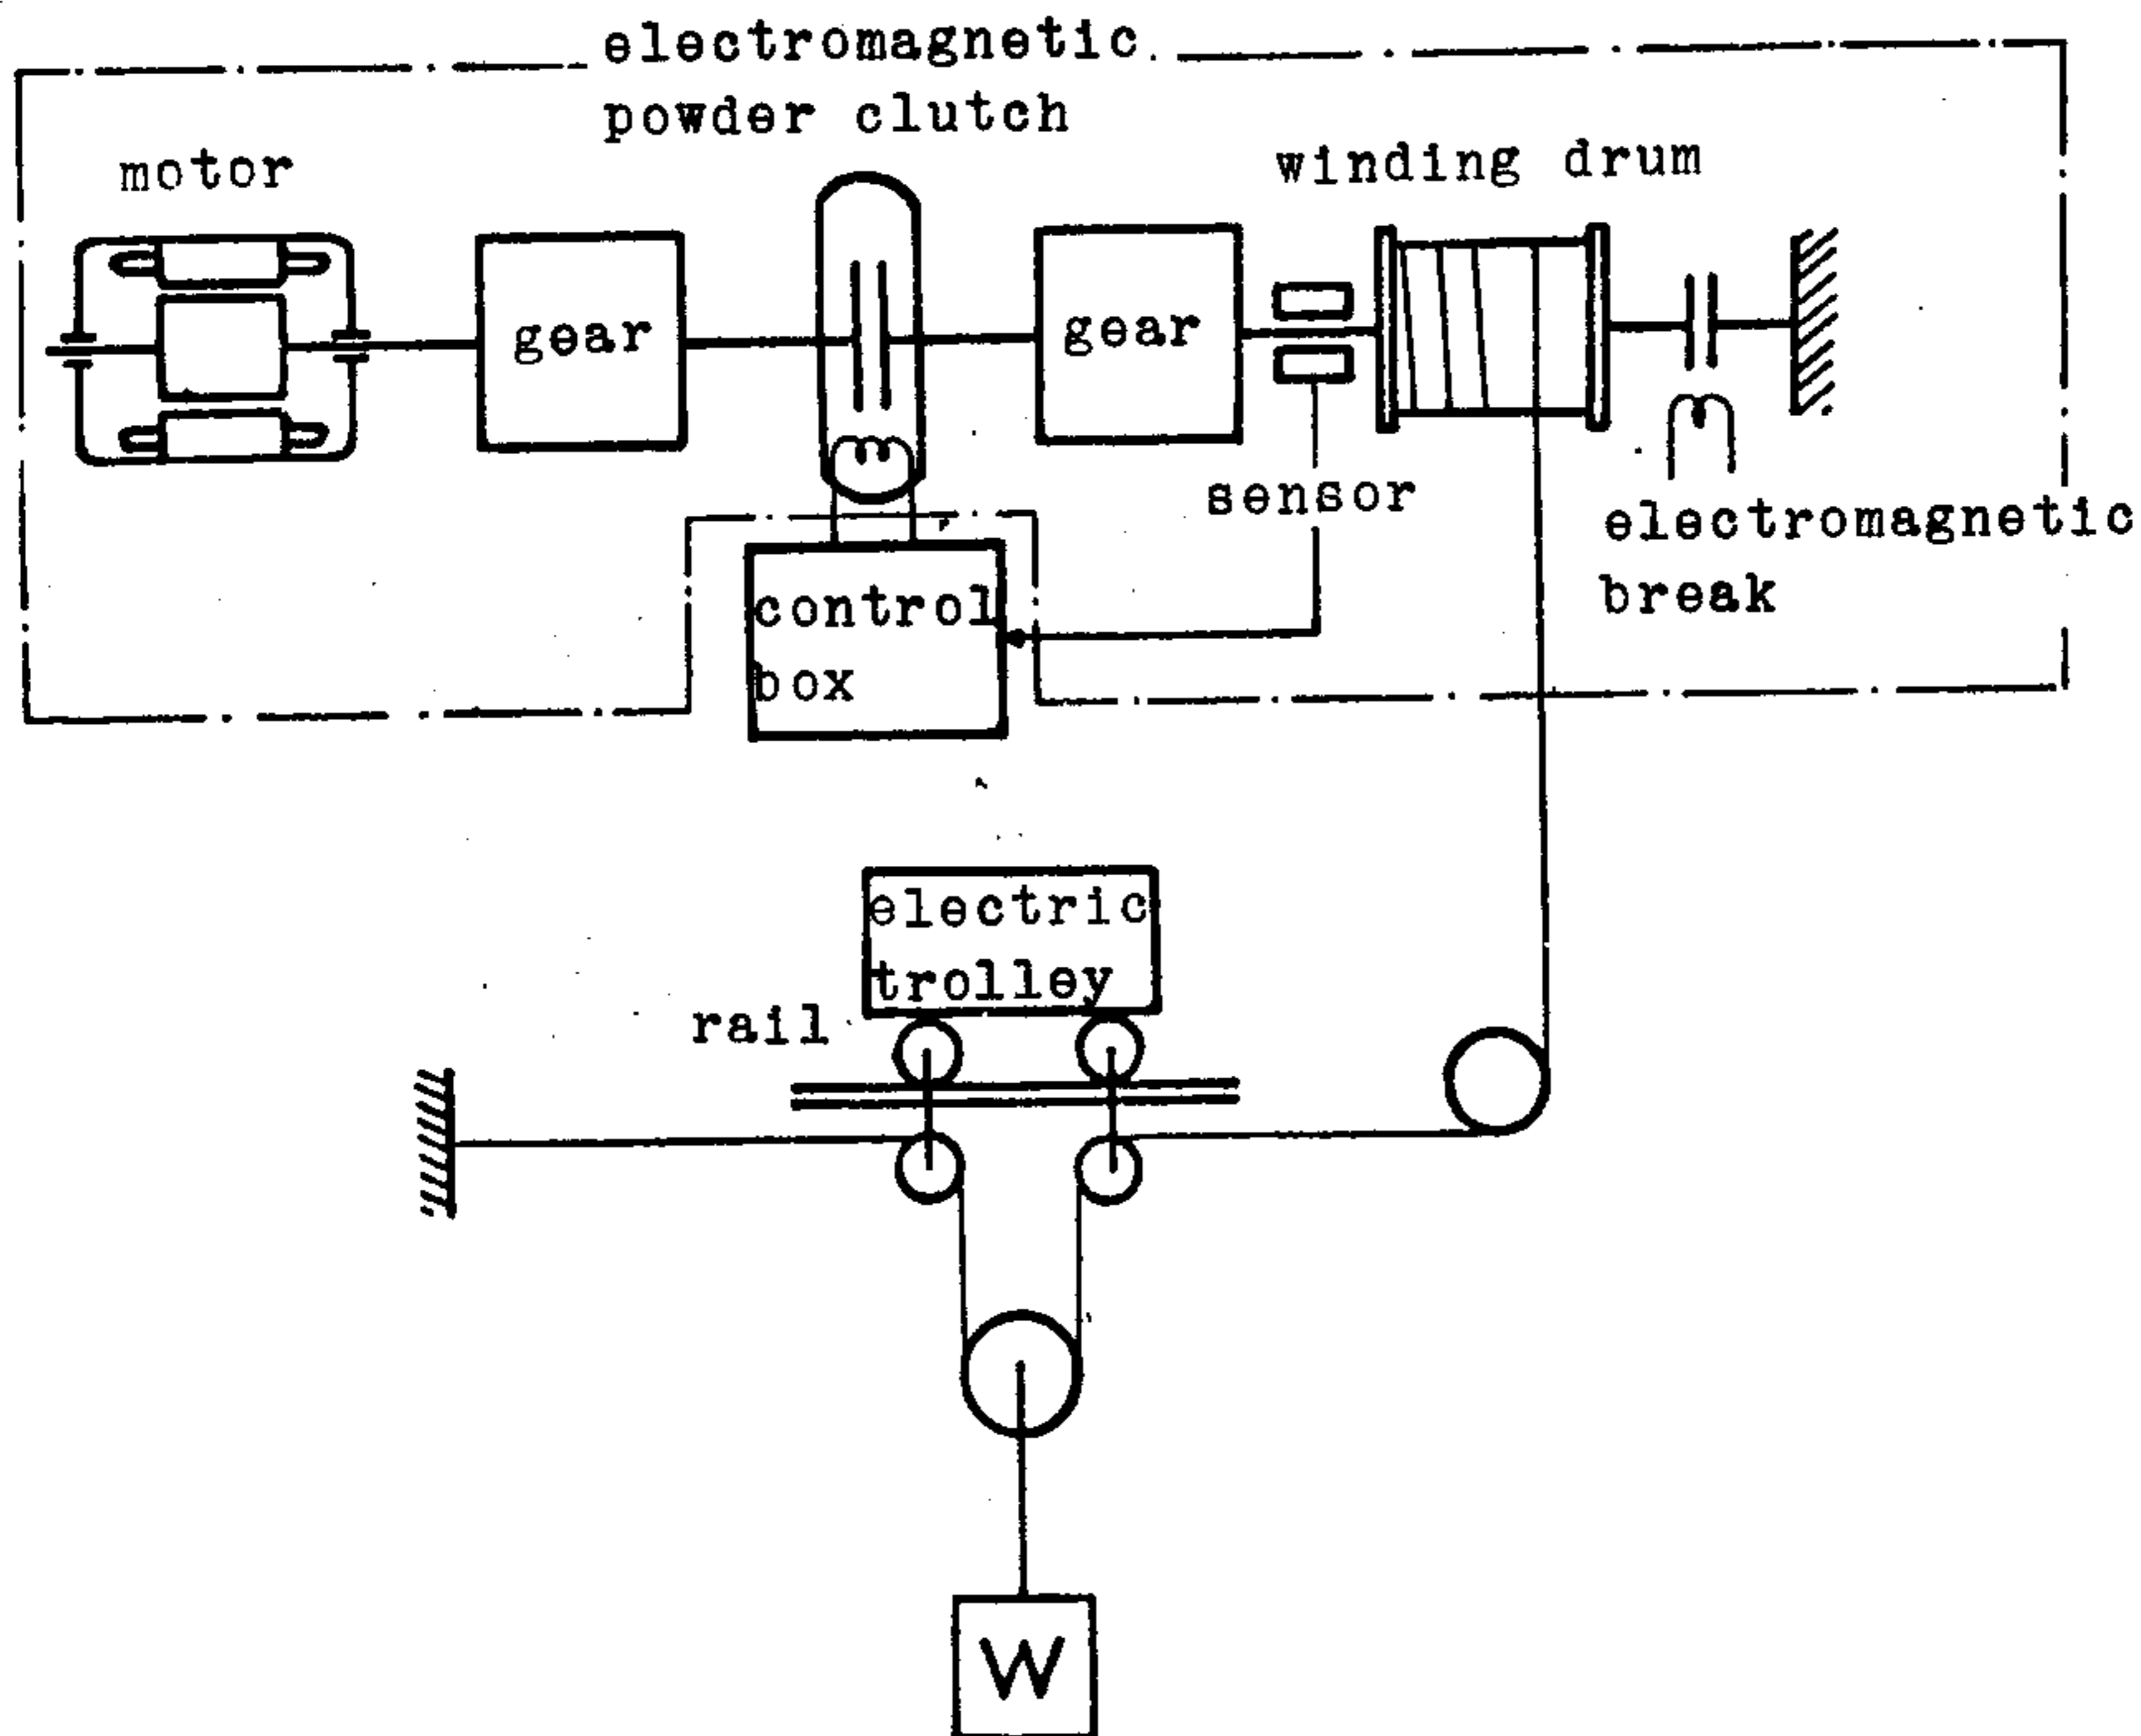 electromagnetic
powder clutch
motor
winding drum
gear
gear
sensor
electromagnetic
break
control
box
electric
trolley
rail
W